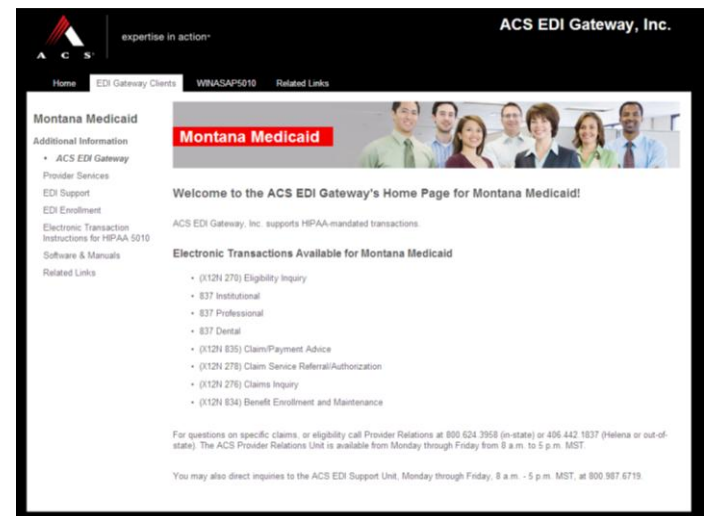 ACS EDI Gateway, Inc.
expertise in action
A C S
Home
EDI Gateway Clients
WINASAP5010
Related Links
Montana Medicaid
Additional Information
• ACS EDI Gateway
Provider Services
EDI Support
EDI Enrollment
Electronic Transaction
Instructions for HIPAA 5010
Software & Manuals
Related Links
Montana Medicaid
Welcome to the ACS EDI Gateway's Home Page for Montana Medicaid!
ACS EDI Gateway, Inc. supports HIPAA-mandated transactions.
Electronic Transactions Available for Montana Medicaid
• (X12N 270) Eligibility Inquiry
• 837 Institutional
• 837 Professional
• 837 Dental
• (X12N 835) Claim/Payment Advice
• (X12N 278) Claim Service Referral/Authorization
• (X12N 276) Claims Inquiry
• (X12N 834) Benefit Enrollment and Maintenance
For questions on specific claims, or eligibility call Provider Relations at 800.624.3958 (in-state) or 406.442.1837 (Helena or out-of-
state). The ACS Provider Relations Unit is available from Monday through Friday from 8 a.m. to 5 p.m. MST.
You may also direct inquiries to the ACS EDI Support Unit, Monday through Friday, 8 a.m. - 5 p.m. MST, at 800.987.6719.